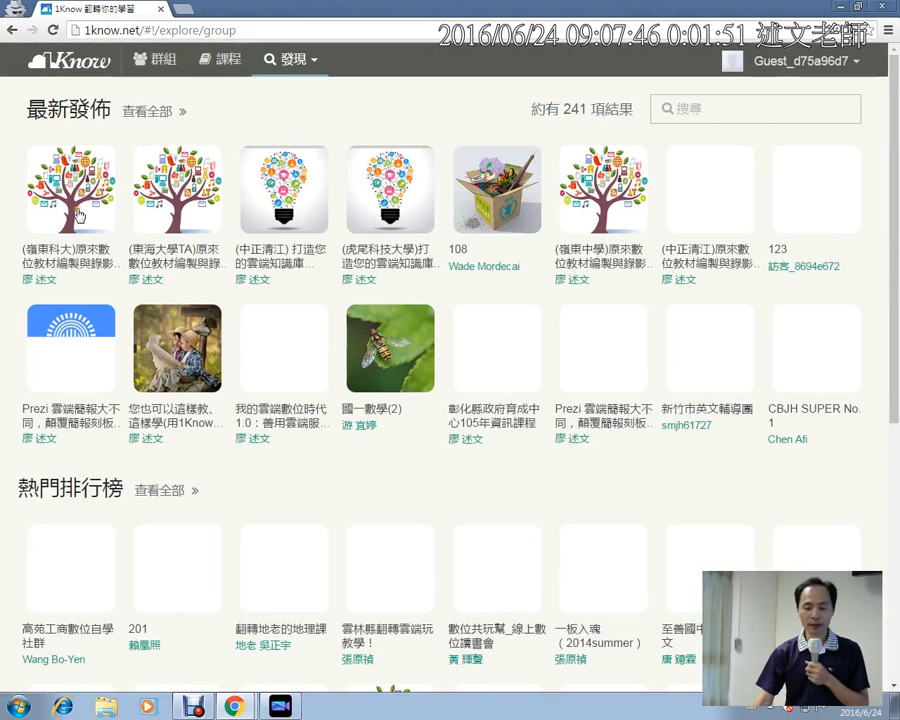 1Know 翻轉你的學習
1know.net/#!/explore/group
2016/06/24 09:07:46 0:01:51 述文老師
1Know
群組
課程
發現
Guest_d75a96d7
最新發佈 查看全部 »
約有 241 項結果
搜尋
(嶺東科大)原來數
位教材編製與錄影..
廖 述文
(東海大學TA)原來
數位教材編製與錄..
廖 述文
(中正清江) 打造您
的雲端知識庫...
廖 述文
(虎尾科技大學)打
造您的雲端知識庫..
廖 述文
108
Wade Mordecai
(嶺東中學)原來數
位教材編製與錄影..
廖 述文
(中正清江)原來數
位教材編製與錄影..
廖 述文
123
訪客_8694e672
Prezi 雲端簡報大不
同，顛覆簡報刻板..
廖 述文
您也可以這樣教、
這樣學(用1Know...
廖 述文
我的雲端數位時代
1.0：善用雲端服...
廖 述文
國一數學(2)
游 宜婷
彰化縣政府育成中
心105年資訊課程
廖 述文
Prezi 雲端簡報大不
同，顛覆簡報刻板..
廖 述文
新竹市英文輔導團
smjh61727
CBJH SUPER No.
1
Chen Afi
熱門排行榜 查看全部 »
高苑工商數位自學
社群
Wang Bo-Yen
201
賴凰照
翻轉地老的地理課
地老 吳正宇
雲林縣翻轉雲端玩
教學！
張原禎
數位共玩幫_線上數
位讀書會
黃 輝聲
一板入魂
（2014summer）
張原禎
至善國中
文
唐 鐿霖
2016/6/24